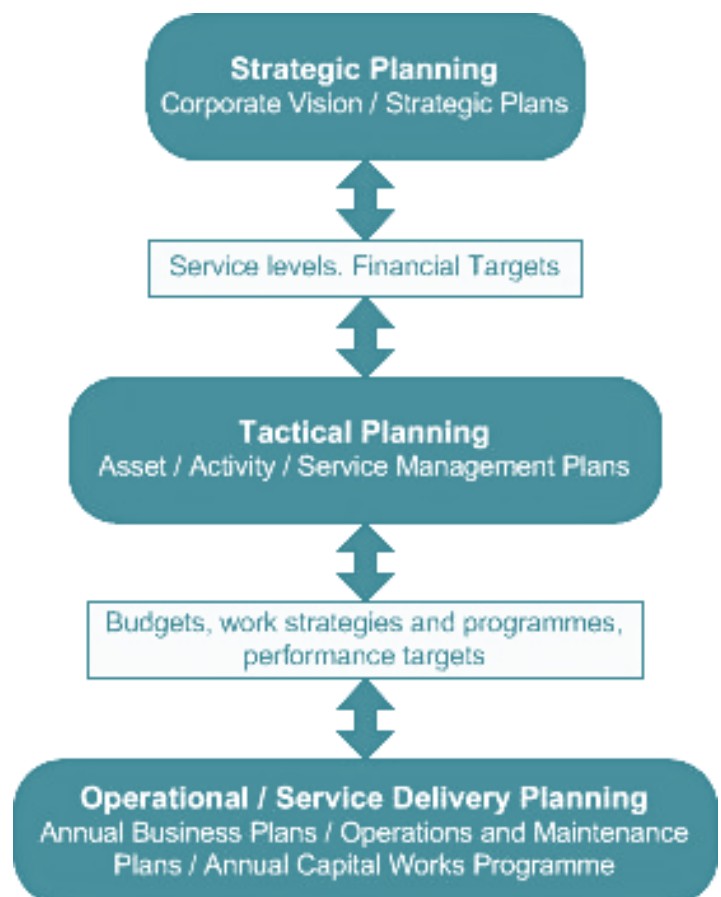 Strategic Planning
Corporate Vision / Strategic Plans
Service levels. Financial Targets
Tactical Planning
Asset / Activity / Service Management Plans
Budgets, work strategies and programmes,
performance targets
Operational / Service Delivery Planning
Annual Business Plans / Operations and Maintenance
Plans / Annual Capital Works Programme